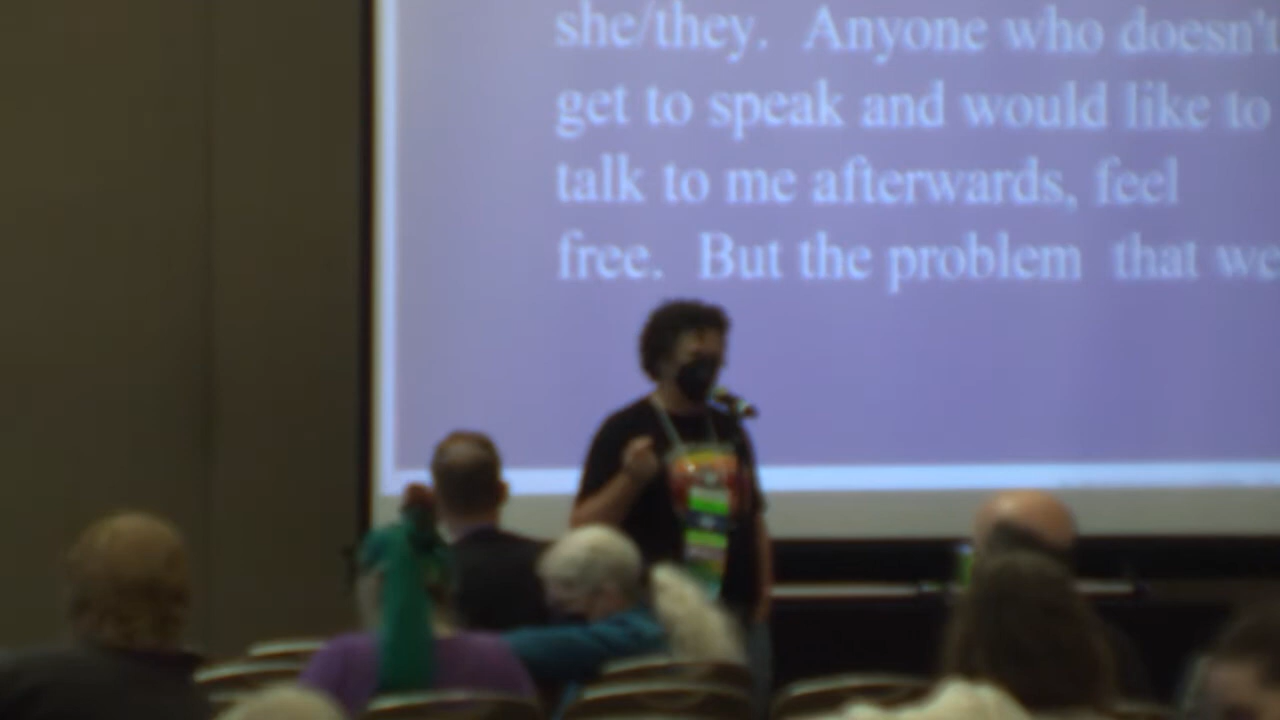 she/they.  Anyone who doesn't
get to speak and would like to
talk to me afterwards, feel
free.  But the problem  that we